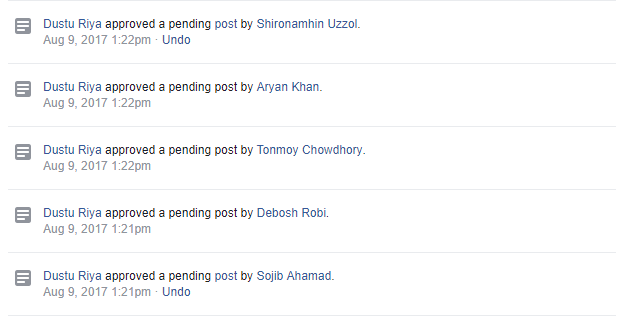 Dustu Riya approved a pending post by Shironamhin Uzzol.
Aug 9, 2017 1:22pm · Undo
Dustu Riya approved a pending post by Aryan Khan.
Aug 9, 2017 1:22pm
Dustu Riya approved a pending post by Tonmoy Chowdhory.
Aug 9, 2017 1:22pm
Dustu Riya approved a pending post by Debosh Robi.
Aug 9, 2017 1:21pm
Dustu Riya approved a pending post by Sojib Ahamad.
Aug 9, 2017 1:21pm · Undo